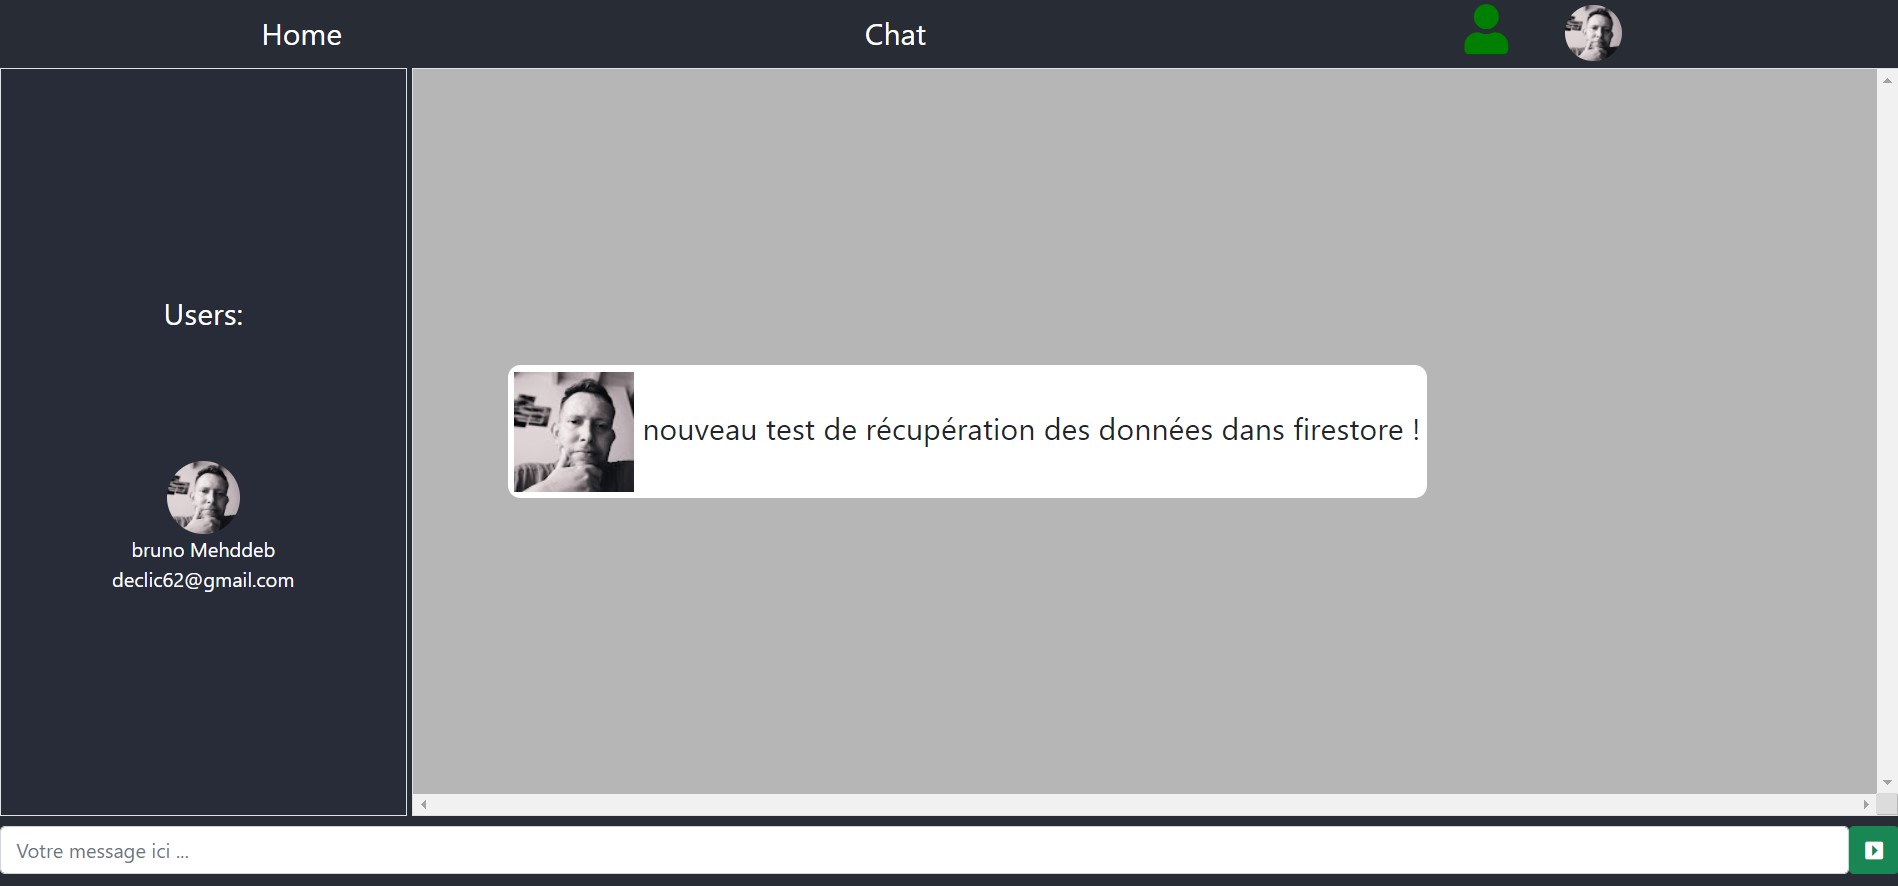 Home
Chat
Users:
bruno Mehddeb
declic62@gmail.com
nouveau test de récupération des données dans firestore !
Votre message ici ...